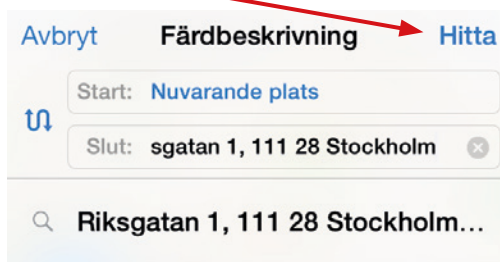 Avbryt Färdbeskrivning Hitta
Start: Nuvarande plats
Slut: sgatan 1, 111 28 Stockholm
Riksgatan 1, 111 28 Stockholm...